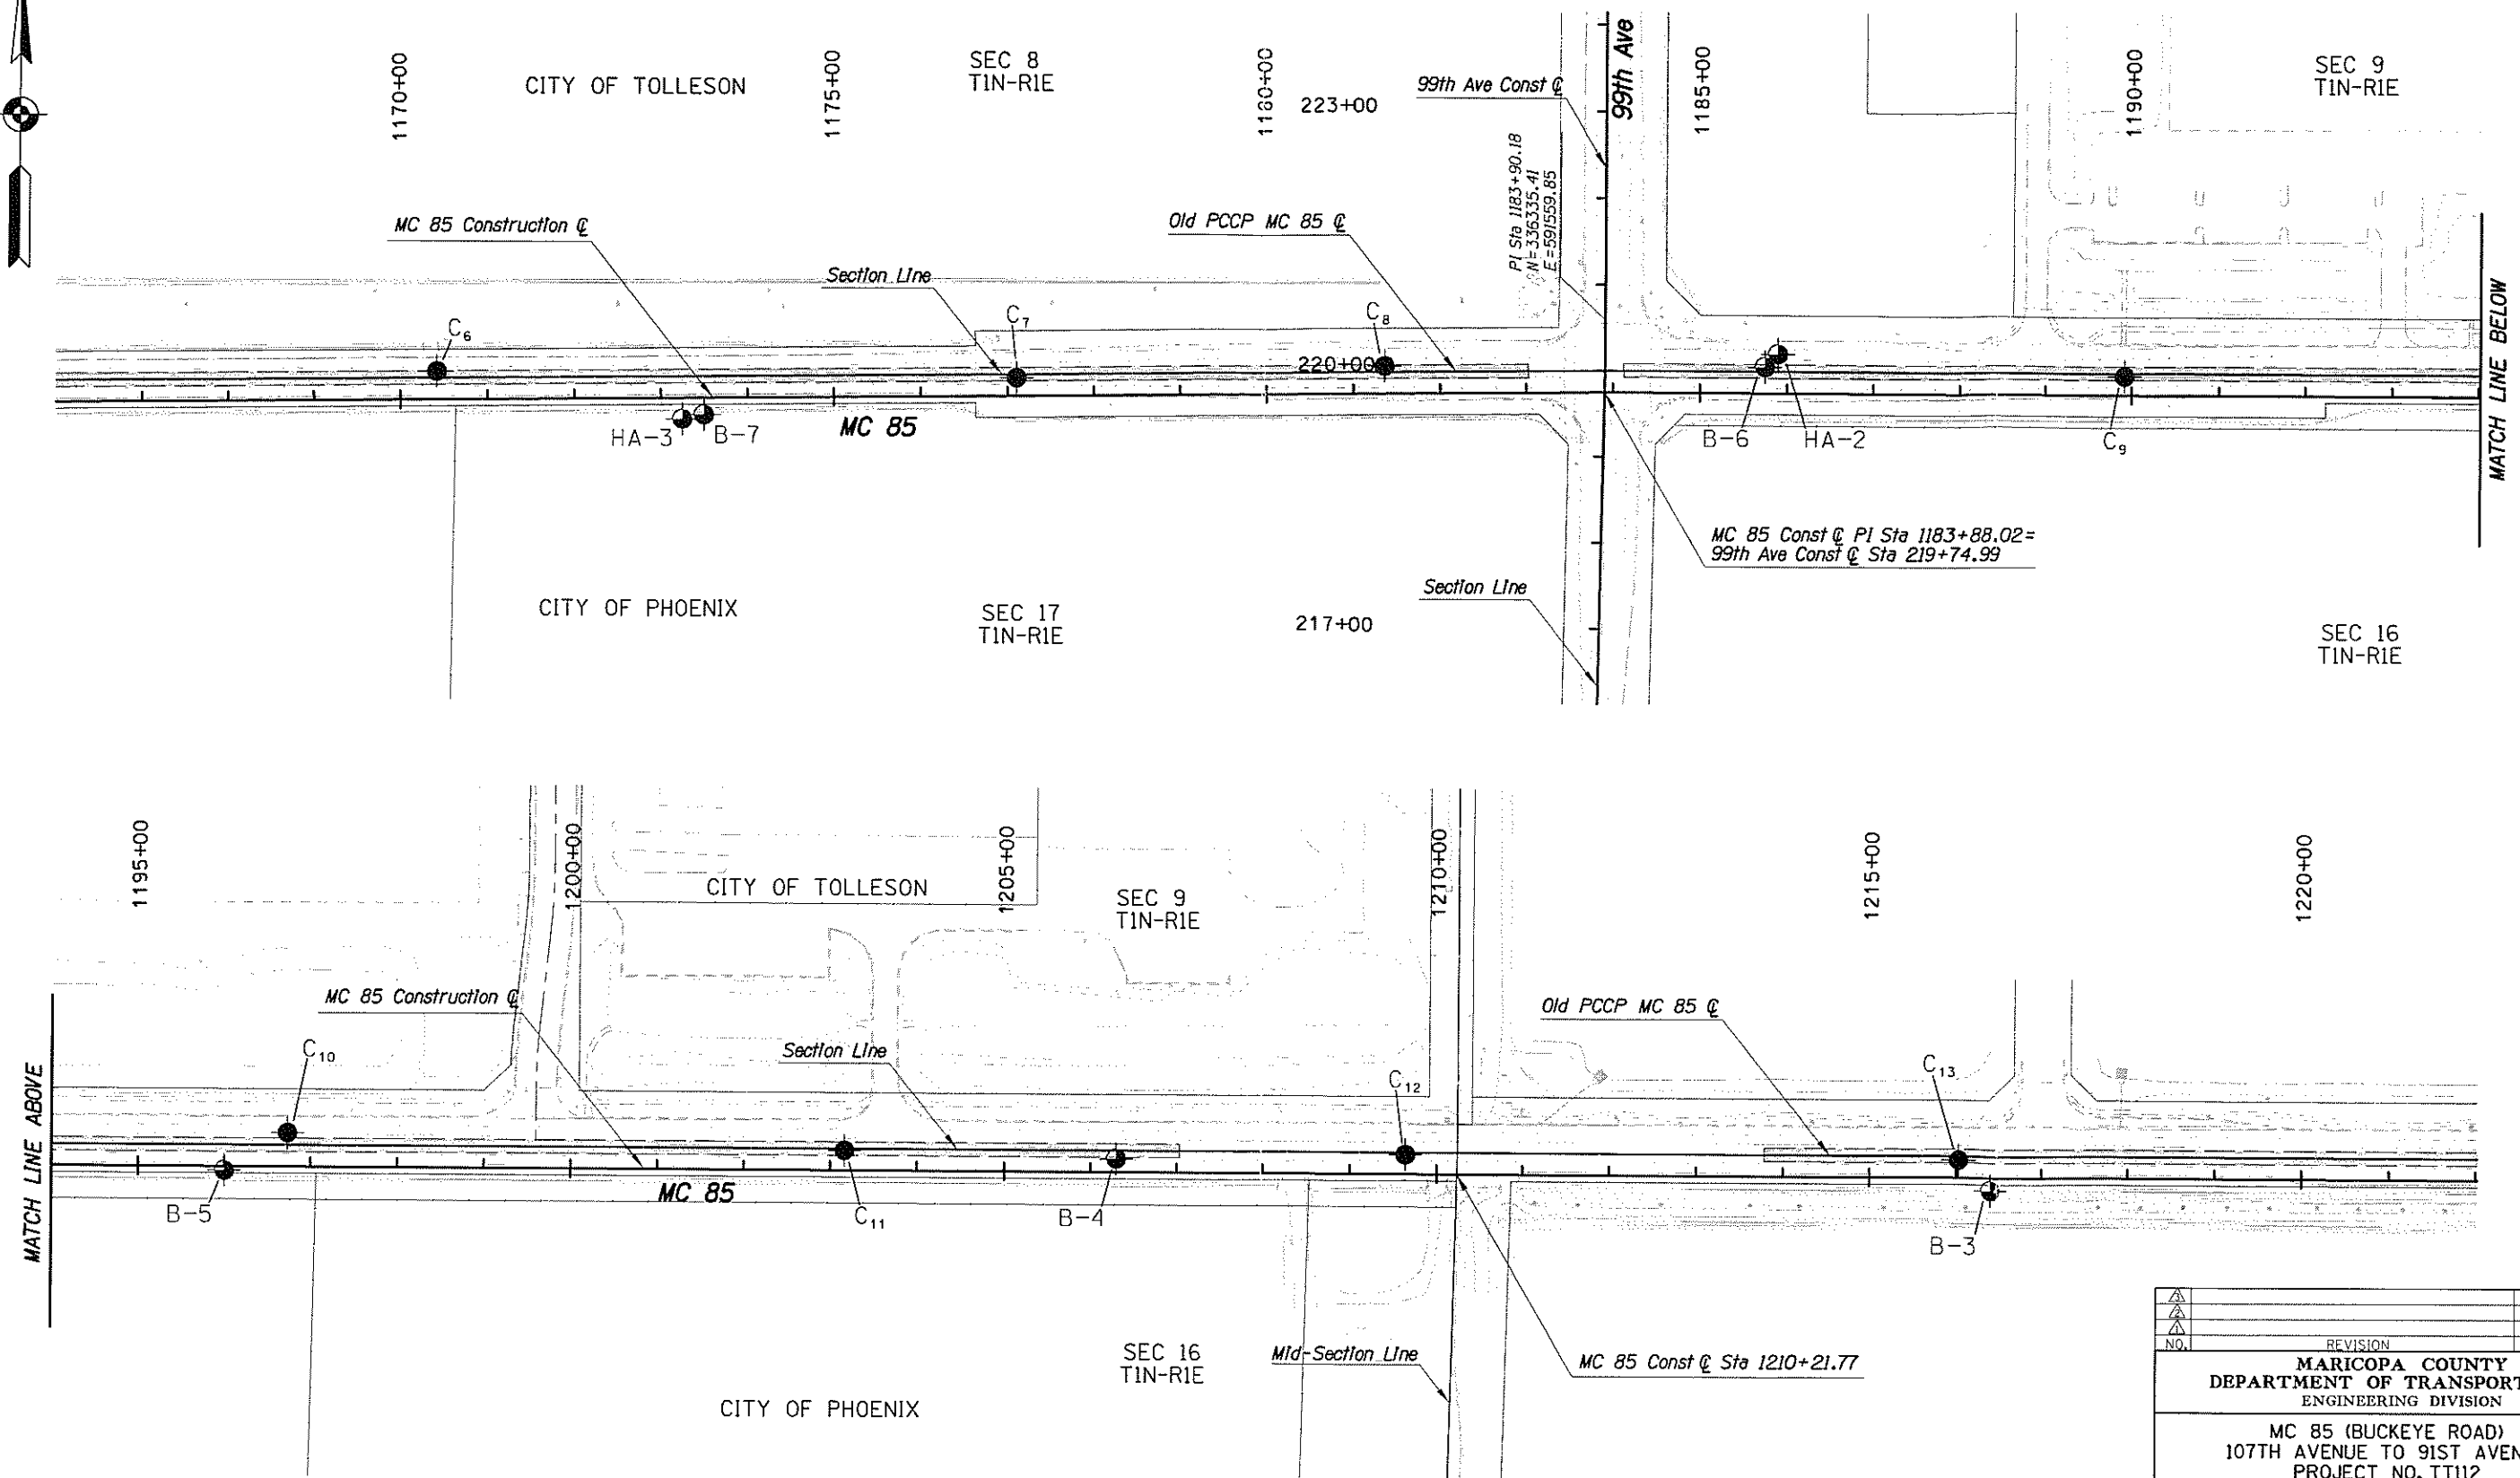 1170+00
CITY OF TOLLESON
1175+00
SEC 8
T1N-R1E
1180+00
223+00
99th Ave Const ℄
99th Ave
1185+00
1190+00
SEC 9
T1N-R1E
PI Sta 1183+90.18
N=336335.41
E=591559.85
MC 85 Construction ℄
Section Line
Old PCCP MC 85 ℄
C6
C7
C8
220+00
HA-3
B-7
MC 85
B-6
HA-2
C9
MATCH LINE BELOW
MC 85 Const ℄ PI Sta 1183+88.02=
99th Ave Const ℄ Sta 219+74.99
Section Line
CITY OF PHOENIX
SEC 17
T1N-R1E
217+00
SEC 16
T1N-R1E
1195+00
1200+00
CITY OF TOLLESON
1205+00
SEC 9
T1N-R1E
1210+00
1215+00
1220+00
MC 85 Construction ℄
Section Line
Old PCCP MC 85 ℄
C10
C12
C13
MATCH LINE ABOVE
B-5
MC 85
C11
B-4
B-3
SEC 16
T1N-R1E
Mid-Section Line
MC 85 Const ℄ Sta 1210+21.77
CITY OF PHOENIX
3
2
1
NO. REVISION
MARICOPA COUNTY
DEPARTMENT OF TRANSPORT
ENGINEERING DIVISION
MC 85 (BUCKEYE ROAD)
107TH AVENUE TO 91ST AVEN
PROJECT NO. TT112